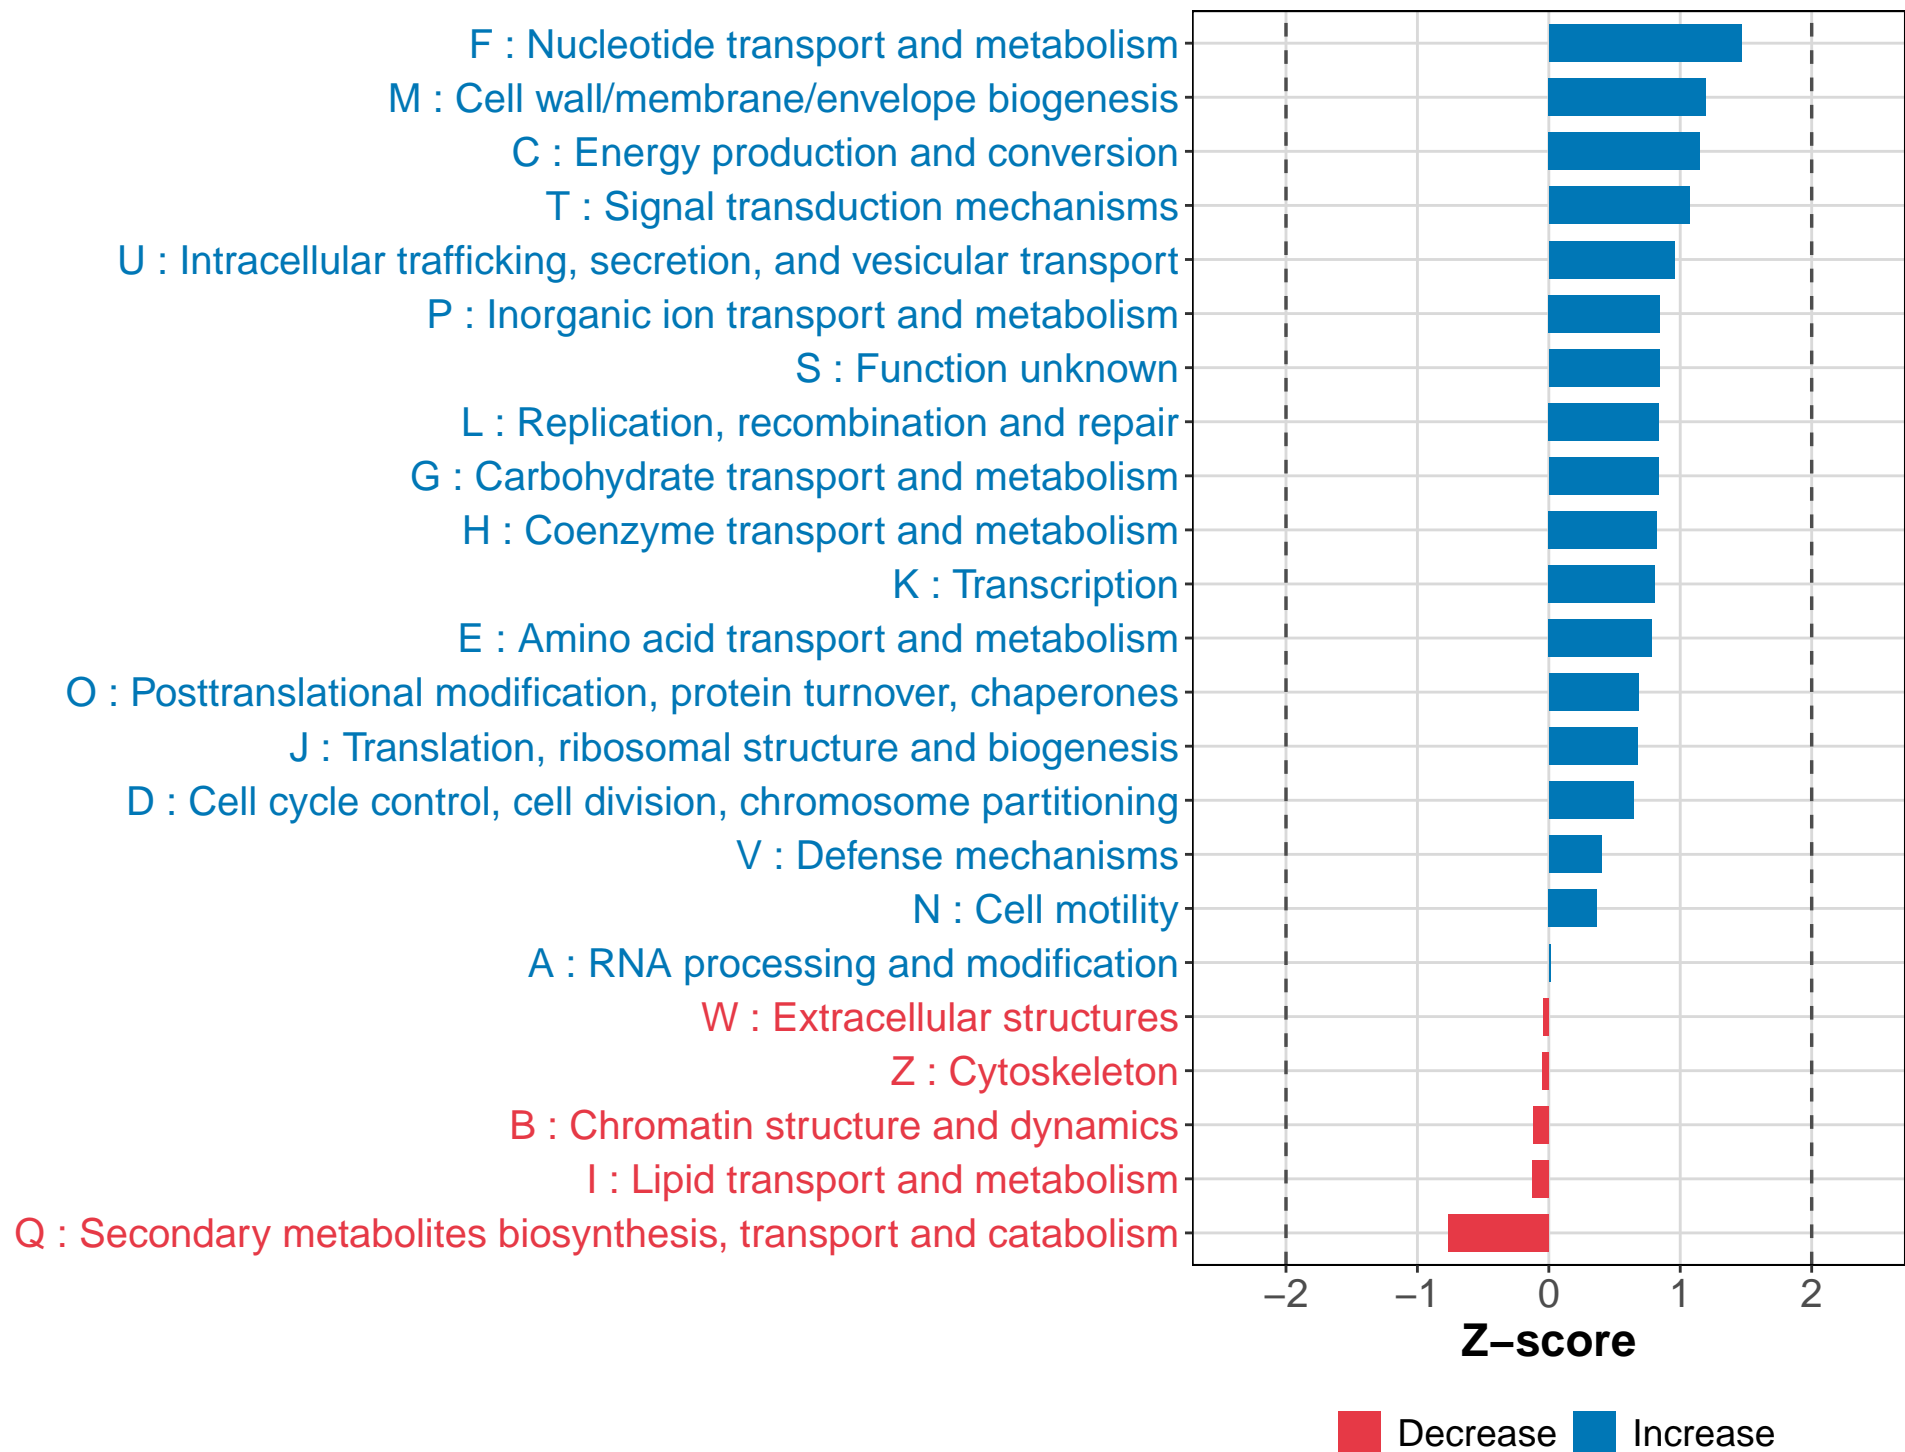 F : Nucleotide transport and metabolism
M : Cell wall/membrane/envelope biogenesis
C : Energy production and conversion
T : Signal transduction mechanisms
U : Intracellular trafficking, secretion, and vesicular transport
P : Inorganic ion transport and metabolism
S : Function unknown
L : Replication, recombination and repair
G : Carbohydrate transport and metabolism
H : Coenzyme transport and metabolism
K : Transcription
E : Amino acid transport and metabolism
O : Posttranslational modification, protein turnover, chaperones
J : Translation, ribosomal structure and biogenesis
D : Cell cycle control, cell division, chromosome partitioning
V : Defense mechanisms
N : Cell motility
A : RNA processing and modification
W : Extracellular structures
Z : Cytoskeleton
B : Chromatin structure and dynamics
I : Lipid transport and metabolism
Q : Secondary metabolites biosynthesis, transport and catabolism
−2 −1 0 1 2
Z−score
Decrease Increase